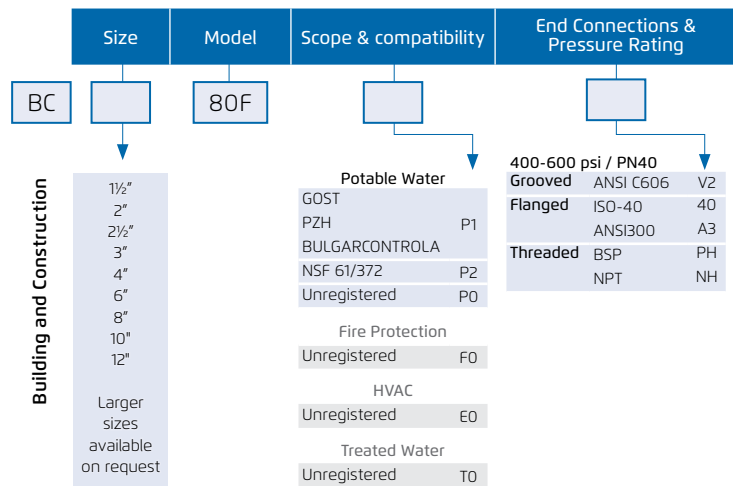 Size Model Scope & compatibility End Connections &
Pressure Rating
BC 80F
Building and Construction
1½"
2"
2½"
3"
4"
6"
8"
10"
12"
Larger
sizes
available
on request
Potable Water
GOST
PZH P1
BULGARCONTROLA
NSF 61/372 P2
Unregistered P0
Fire Protection
Unregistered F0
HVAC
Unregistered E0
Treated Water
Unregistered T0
400-600 psi / PN40
Grooved ANSI C606 V2
Flanged ISO-40 40
ANSI300 A3
Threaded BSP PH
NPT NH